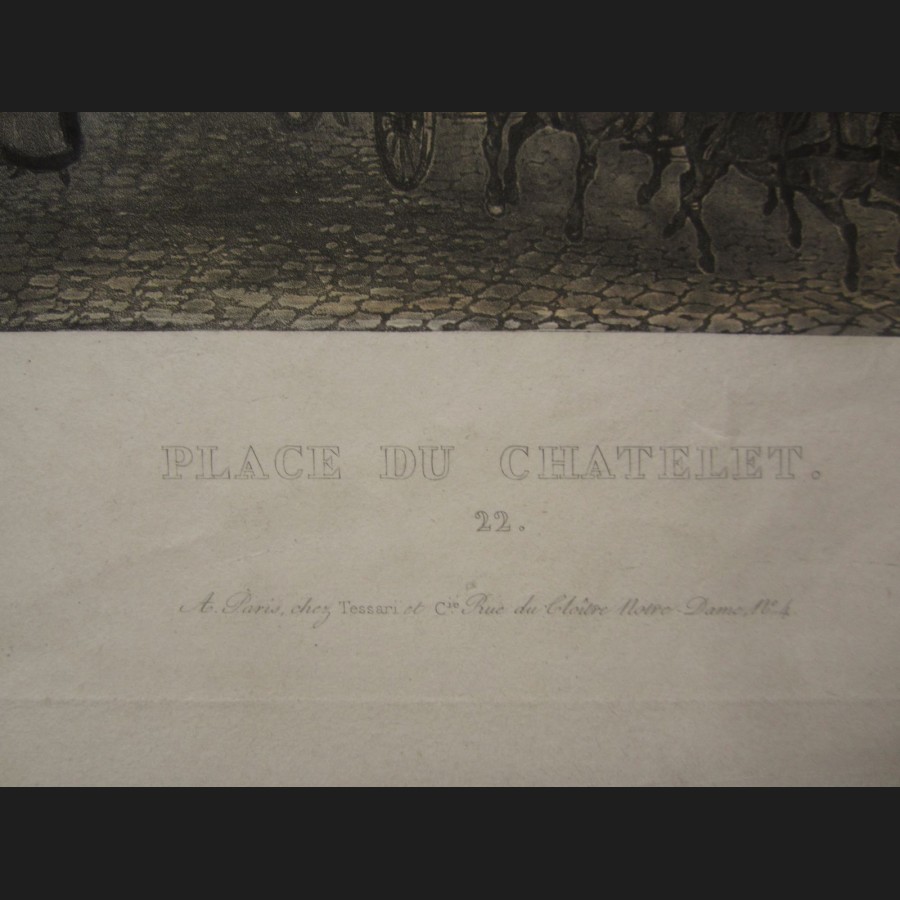 PLACE DU CHATELET.
22.
A Paris, chez Tessari et Cie Rue du Cloître Notre-Dame, No 4